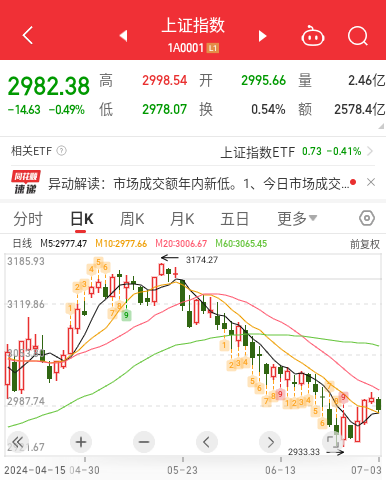 上证指数
1A0001 L1
2982.38 高 2998.54 开 2995.66 量 2.46亿
-14.63 -0.49% 低 2978.07 换 0.54% 额 2578.4亿
相关ETF ? 上证指数ETF 0.73 -0.41%
同花顺速递 异动解读：市场成交额年内新低。1、今日市场成交...
分时 日K 周K 月K 五日 更多
日线 M5:2977.47 M10:2977.66 M20:3006.67 M60:3065.45 前复权
3185.93
3174.27
3119.86
2987.74
2933.33
2024-04-15 04-30 05-23 06-13 07-03